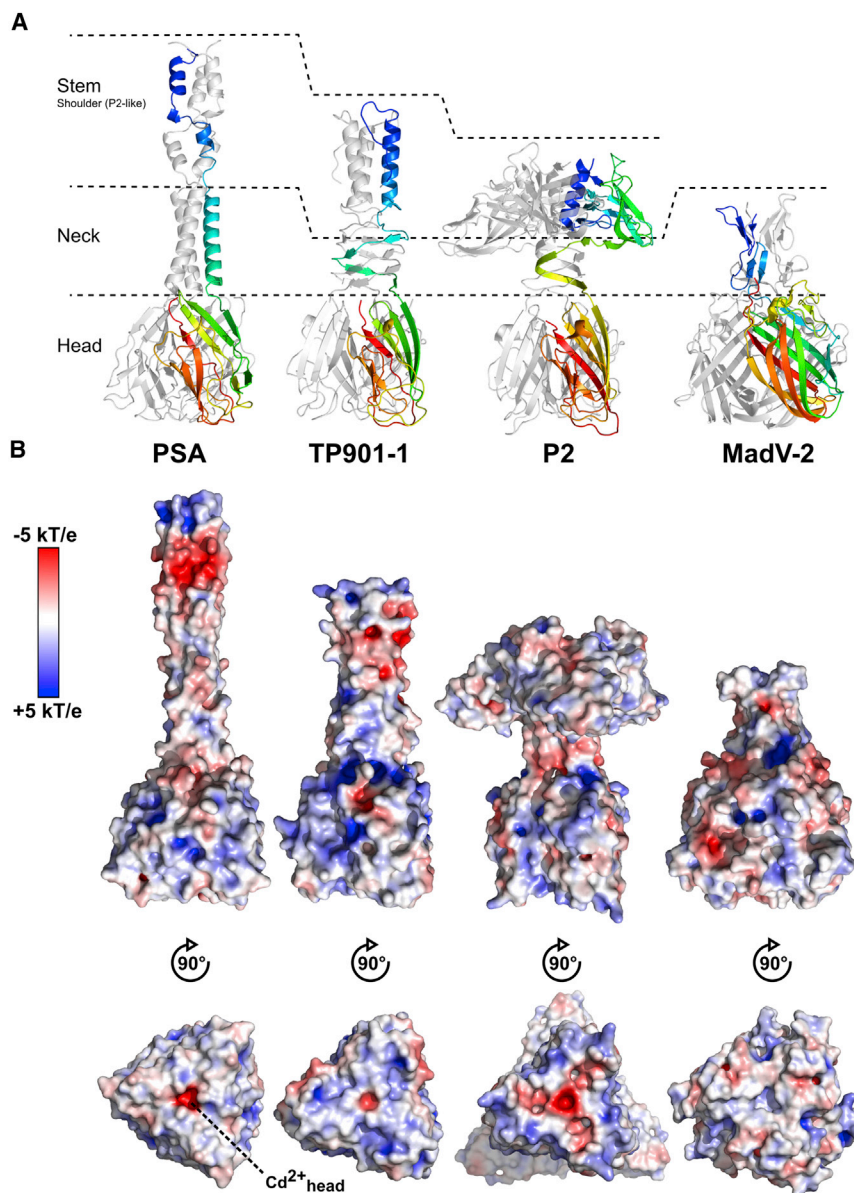 A
Stem
Shoulder (P2-like)
Neck
Head
PSA TP901-1 P2 MadV-2
B
-5 kT/e
+5 kT/e
90° 90° 90° 90°
Cd2+head